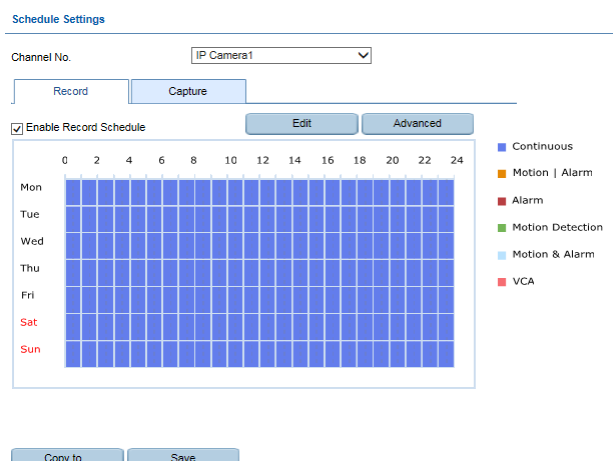 Schedule Settings
Channel No. IP Camera1
Record Capture
Enable Record Schedule Edit Advanced
0 2 4 6 8 10 12 14 16 18 20 22 24
Mon
Tue
Wed
Thu
Fri
Sat
Sun
Continuous
Motion | Alarm
Alarm
Motion Detection
Motion & Alarm
VCA
Copy to Save